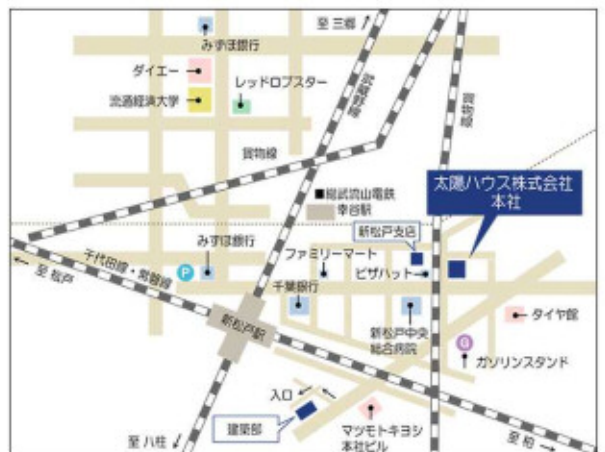 至 三郷
みずほ銀行
ダイエー
武蔵野線
レッドロブスター
流通経済大学
貨物線
貨物線
太陽ハウス株式会社
本社
■総武流山電鉄
幸谷駅
新松戸支店
みずほ銀行
ファミリーマート
ピザハット
千代田線・常磐線
P
至 松戸
千葉銀行
新松戸駅
新松戸中央
総合病院
タイヤ館
G
ガソリンスタンド
入口
建築部
マツモトキヨシ
本社ビル
至 八柱
至 柏